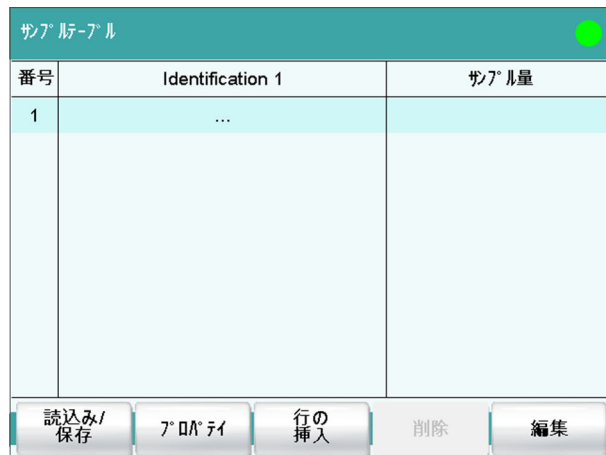 ｻﾝﾌﾟﾙﾃｰﾌﾞﾙ
番号 Identification 1 ｻﾝﾌﾟﾙ量
1 ...
読込み/
保存
ﾌﾟﾛﾊﾟﾃｲ
行の
挿入
削除
編集